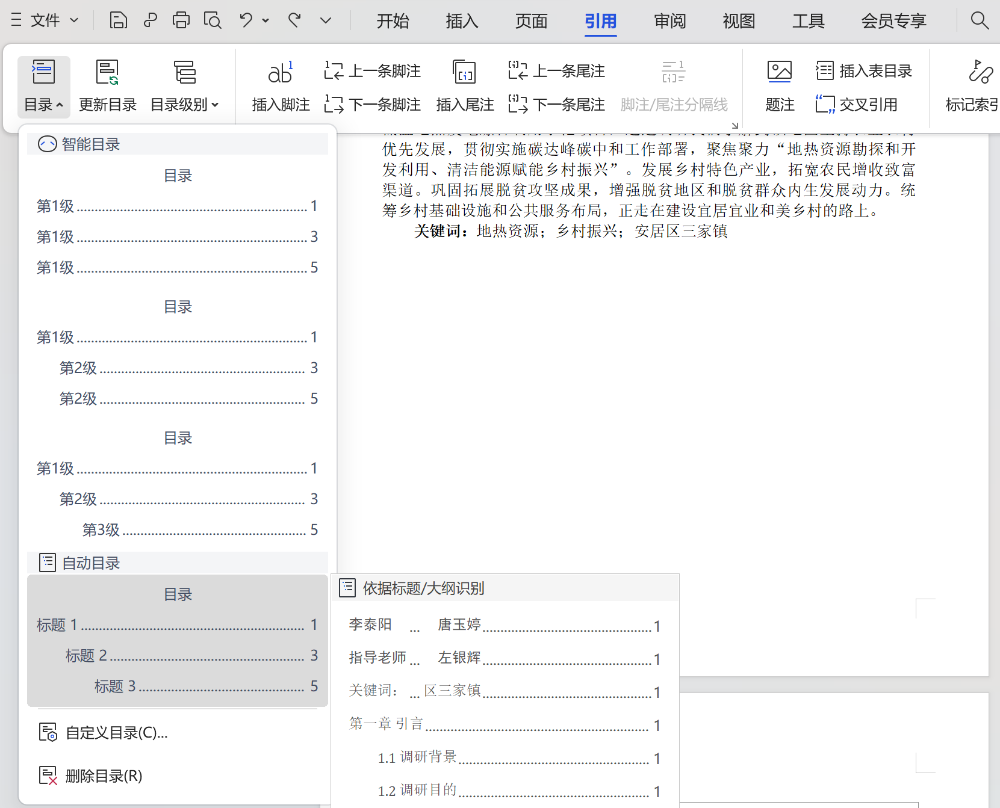 文件
开始 插入 页面 引用 审阅 视图 工具 会员专享
目录 更新目录 目录级别
ab1 插入脚注
上一条脚注
下一条脚注
插入尾注
上一条尾注
下一条尾注
脚注/尾注分隔线
题注
插入表目录
交叉引用
标记索引
智能目录
目录
第1级 1
第1级 3
第1级 5
目录
第1级 1
第2级 3
第2级 5
目录
第1级 1
第2级 3
第3级 5
自动目录
目录
标题 1 1
标题 2 3
标题 3 5
自定义目录(C)...
删除目录(R)
优先发展，贯彻实施碳达峰碳中和工作部署，聚焦聚力“地热资源勘探和开
发利用、清洁能源赋能乡村振兴”。发展乡村特色产业，拓宽农民增收致富
渠道。巩固拓展脱贫攻坚成果，增强脱贫地区和脱贫群众内生发展动力。统
筹乡村基础设施和公共服务布局，正走在建设宜居宜业和美乡村的路上。
关键词：地热资源；乡村振兴；安居区三家镇
依据标题/大纲识别
李泰阳 ... 唐玉婷 1
指导老师 ... 左银辉 1
关键词： ... 区三家镇 1
第一章 引言 1
1.1 调研背景 1
1.2 调研目的 1